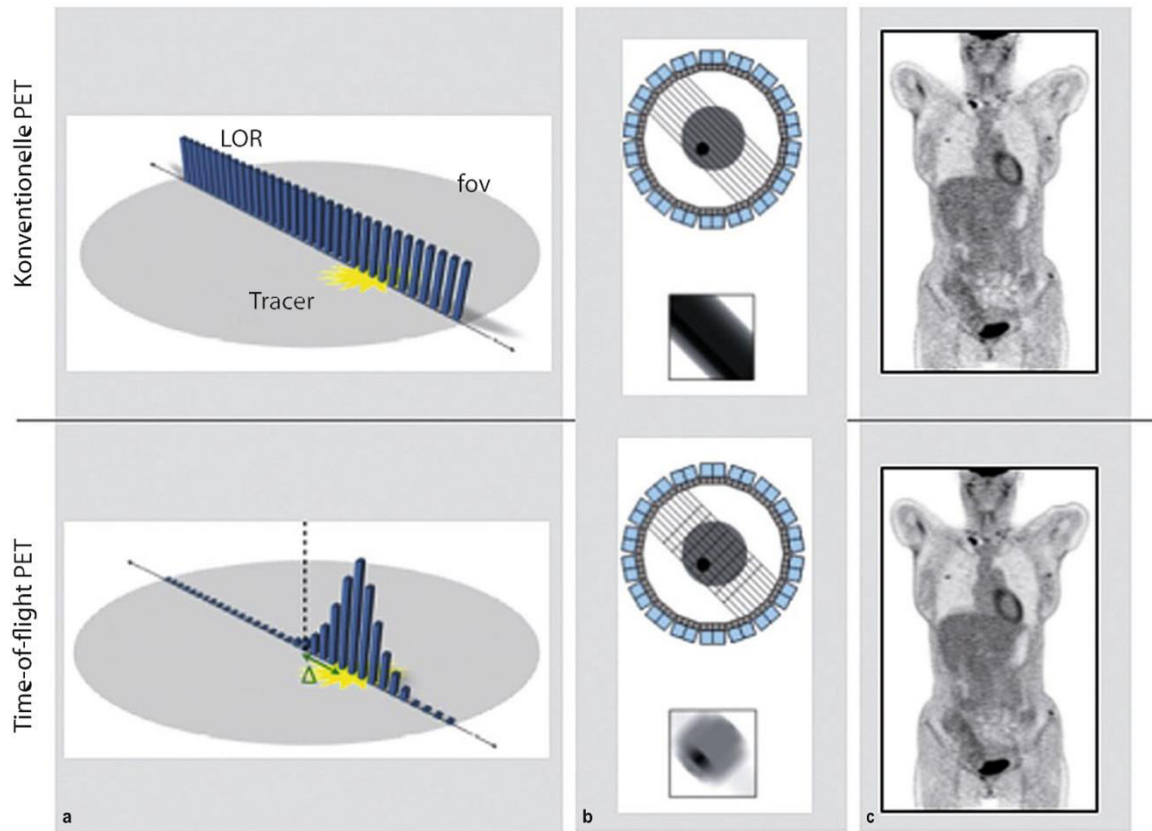 Konventionelle PET
LOR
fov
Tracer
Time-of-flight PET
Δ
a
b
c